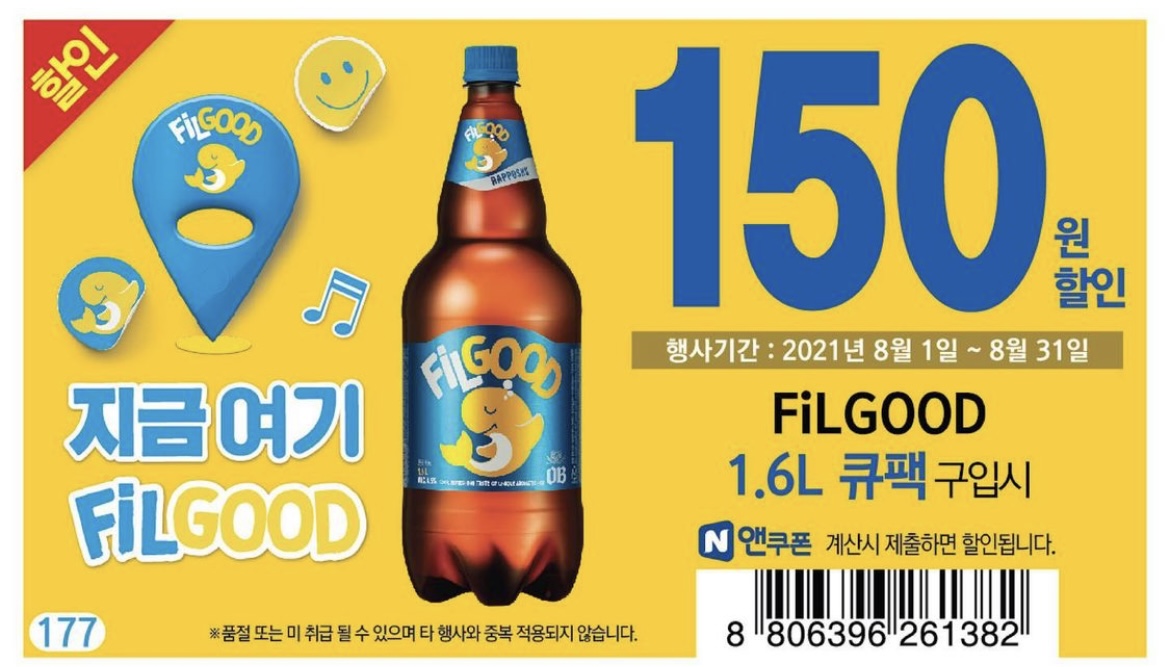 할인
FiLGOOD
FiLGOOD
HAPPOSHU
FiLGOOD
OB
지금 여기
FiLGOOD
150
원
할인
행사기간 : 2021년 8월 1일 ~ 8월 31일
FiLGOOD
1.6L 큐팩 구입시
N 앤쿠폰 계산시 제출하면 할인됩니다.
8 806396 261382
177
※품절 또는 미 취급 될 수 있으며 타 행사와 중복 적용되지 않습니다.